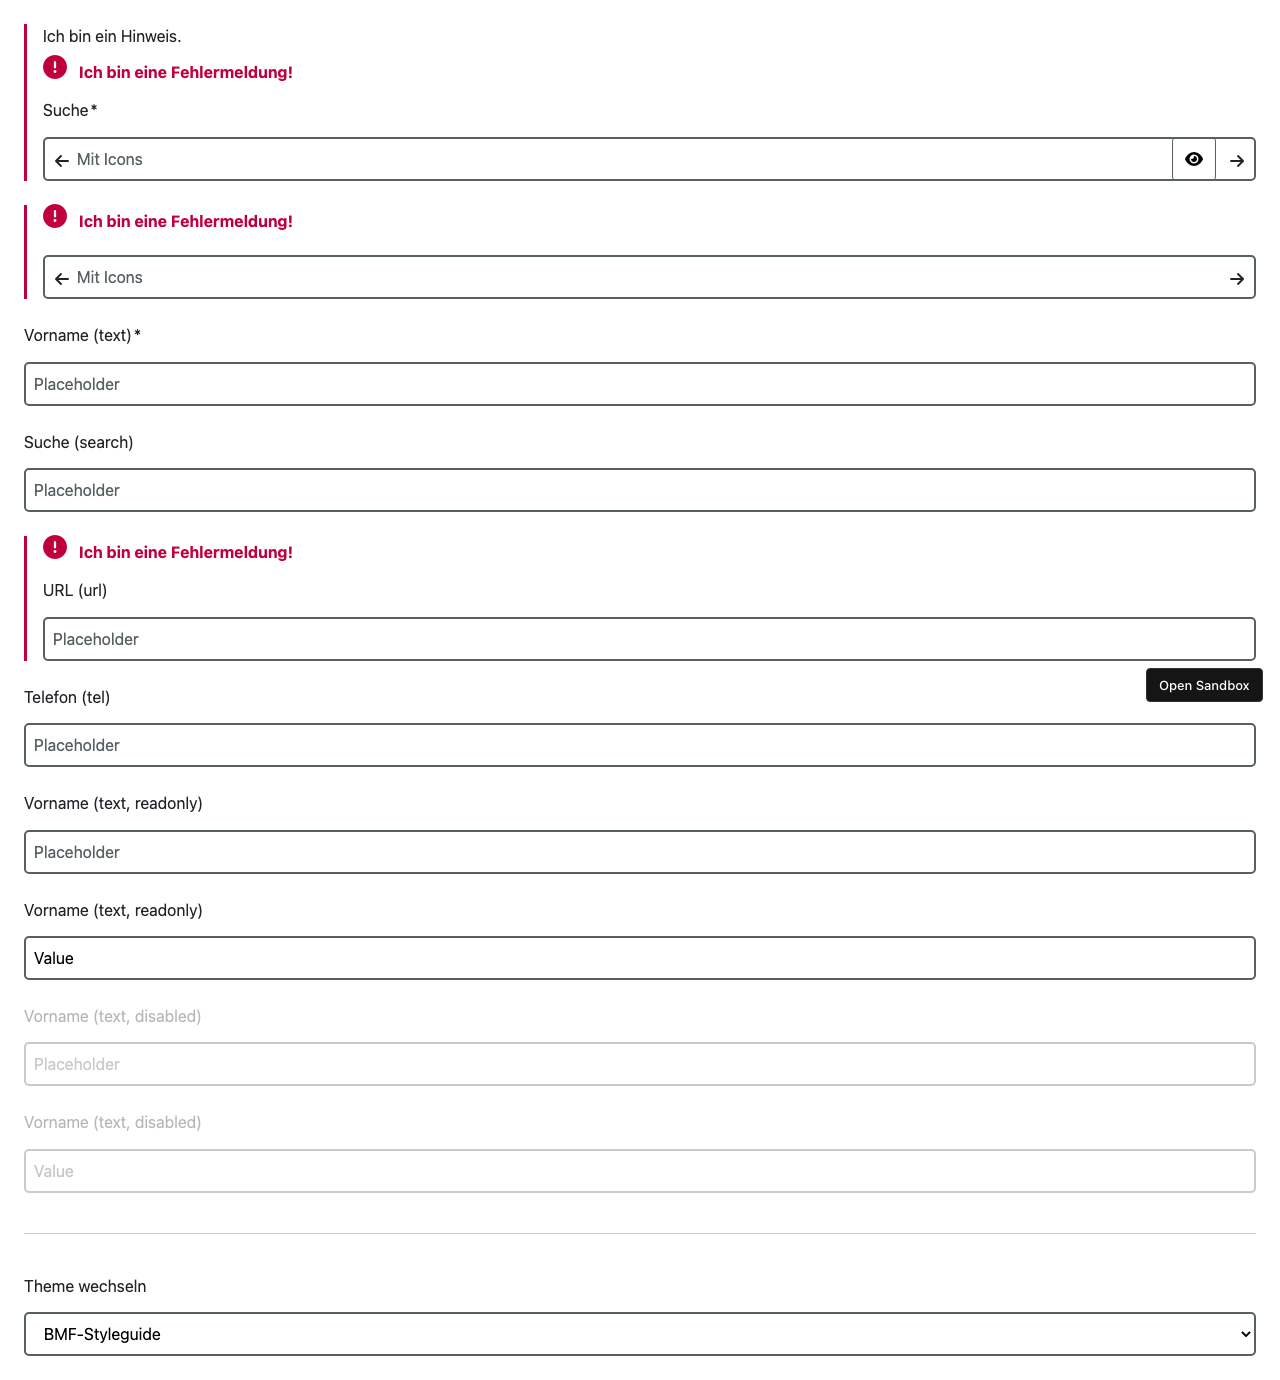 Ich bin ein Hinweis.
Ich bin eine Fehlermeldung!
Suche*
Mit Icons
Ich bin eine Fehlermeldung!
Mit Icons
Vorname (text)*
Placeholder
Suche (search)
Placeholder
Ich bin eine Fehlermeldung!
URL (url)
Placeholder
Open Sandbox
Telefon (tel)
Placeholder
Vorname (text, readonly)
Placeholder
Vorname (text, readonly)
Value
Vorname (text, disabled)
Placeholder
Vorname (text, disabled)
Value
Theme wechseln
BMF-Styleguide